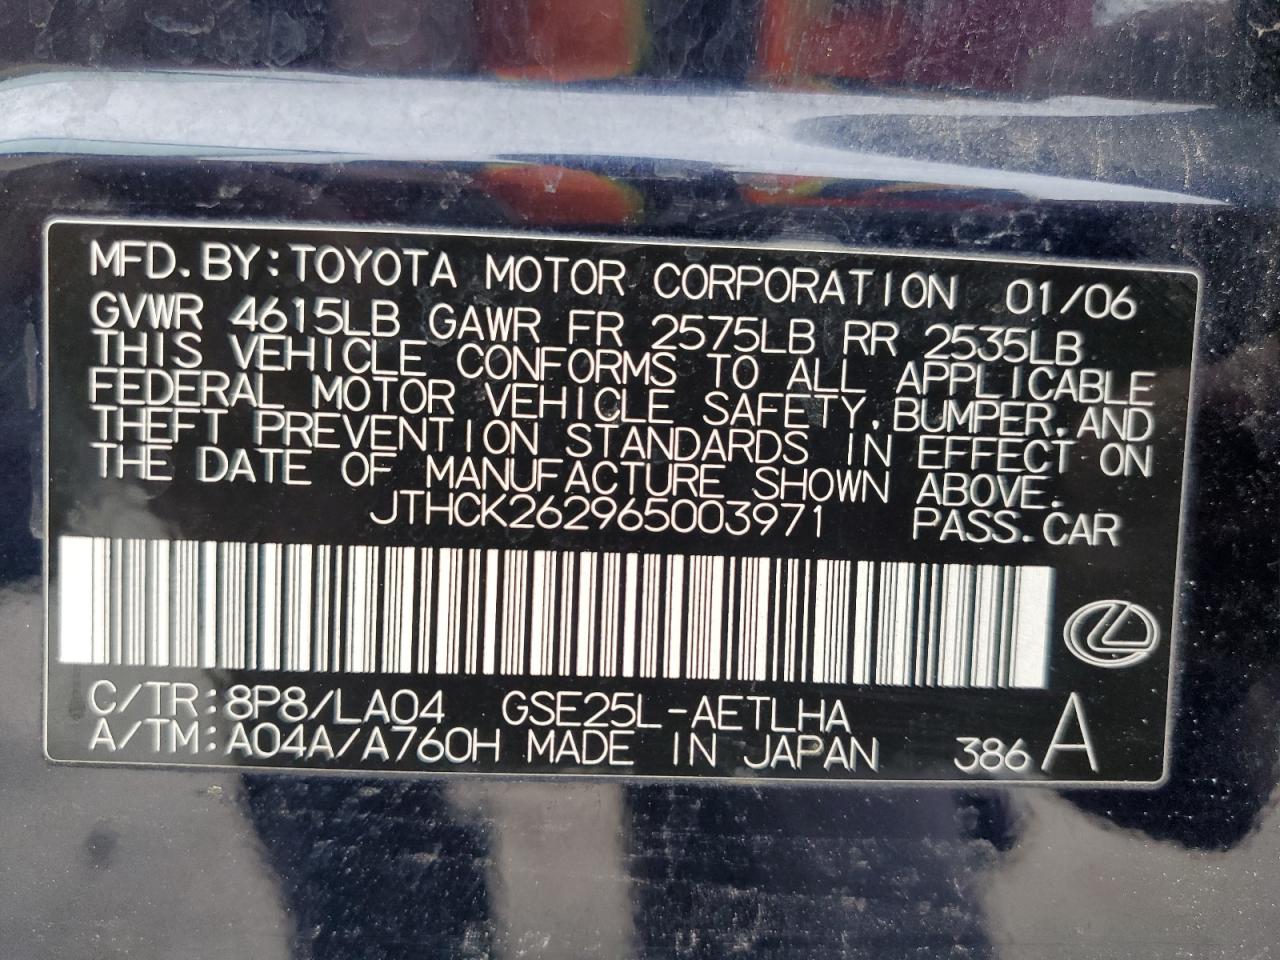 MFD. BY: TOYOTA MOTOR CORPORATION 01/06
GVWR 4615LB GAWR FR 2575LB RR 2535LB
THIS VEHICLE CONFORMS TO ALL APPLICABLE
FEDERAL MOTOR VEHICLE SAFETY, BUMPER, AND
THEFT PREVENTION STANDARDS IN EFFECT ON
THE DATE OF MANUFACTURE SHOWN ABOVE.
JTHCK262965003971 PASS. CAR
C/TR: 8P8/LA04 GSE25L-AETLHA
A/TM: A04A/A760H MADE IN JAPAN 386 A